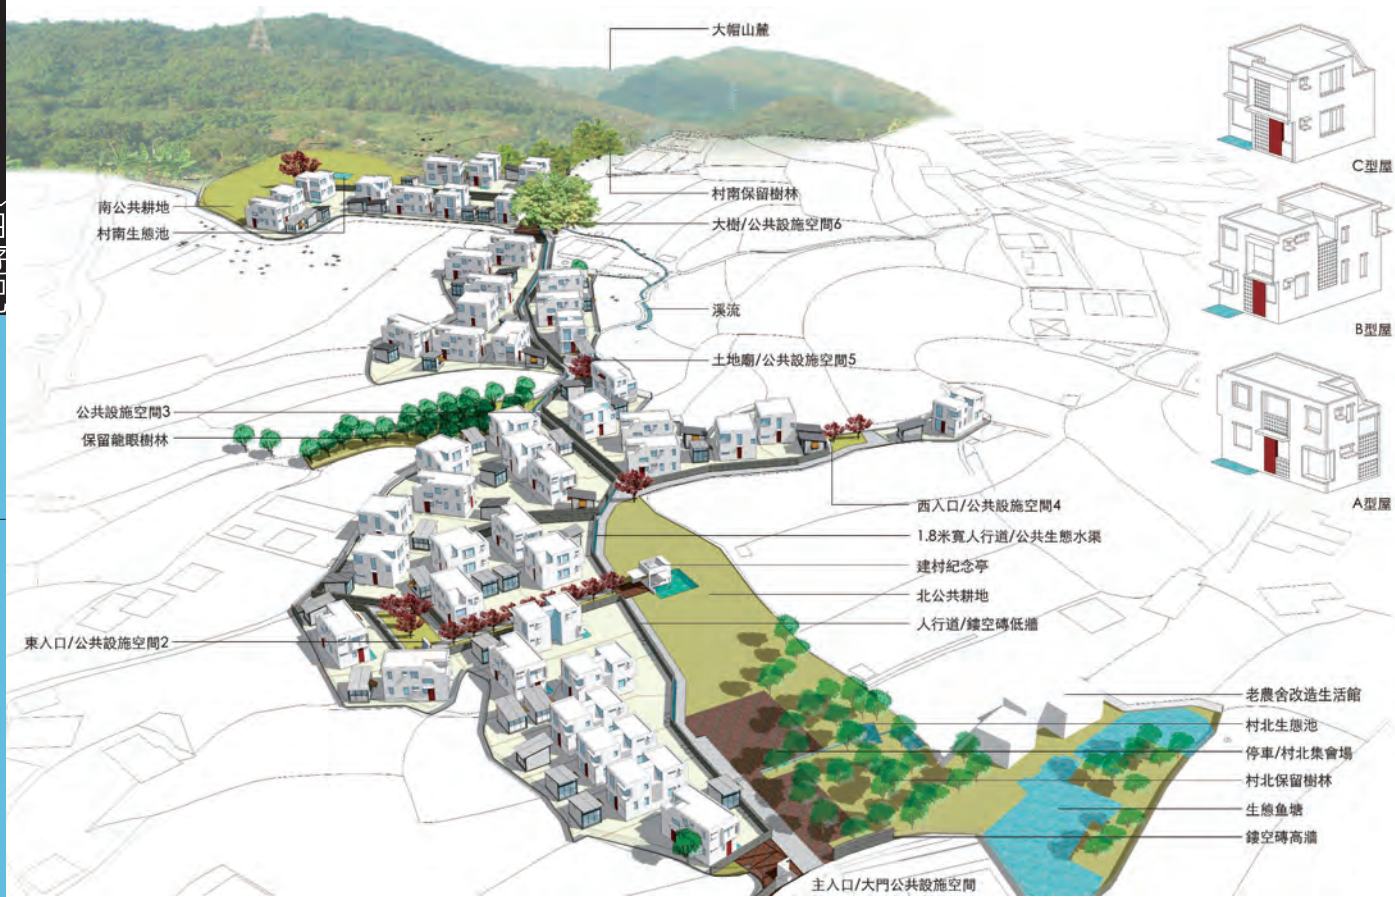 大帽山麓
C型屋
南公共耕地
村南生態池
村南保留樹林
大樹/公共設施空間6
溪流
B型屋
土地廟/公共設施空間5
公共設施空間3
保留龍眼樹林
西入口/公共設施空間4
A型屋
1.8米寬人行道/公共生態水渠
建村紀念亭
北公共耕地
人行道/鏤空磚低牆
東入口/公共設施空間2
老農舍改造生活館
村北生態池
停車/村北集會場
村北保留樹林
生態魚塘
鏤空磚高牆
主入口/大門公共設施空間